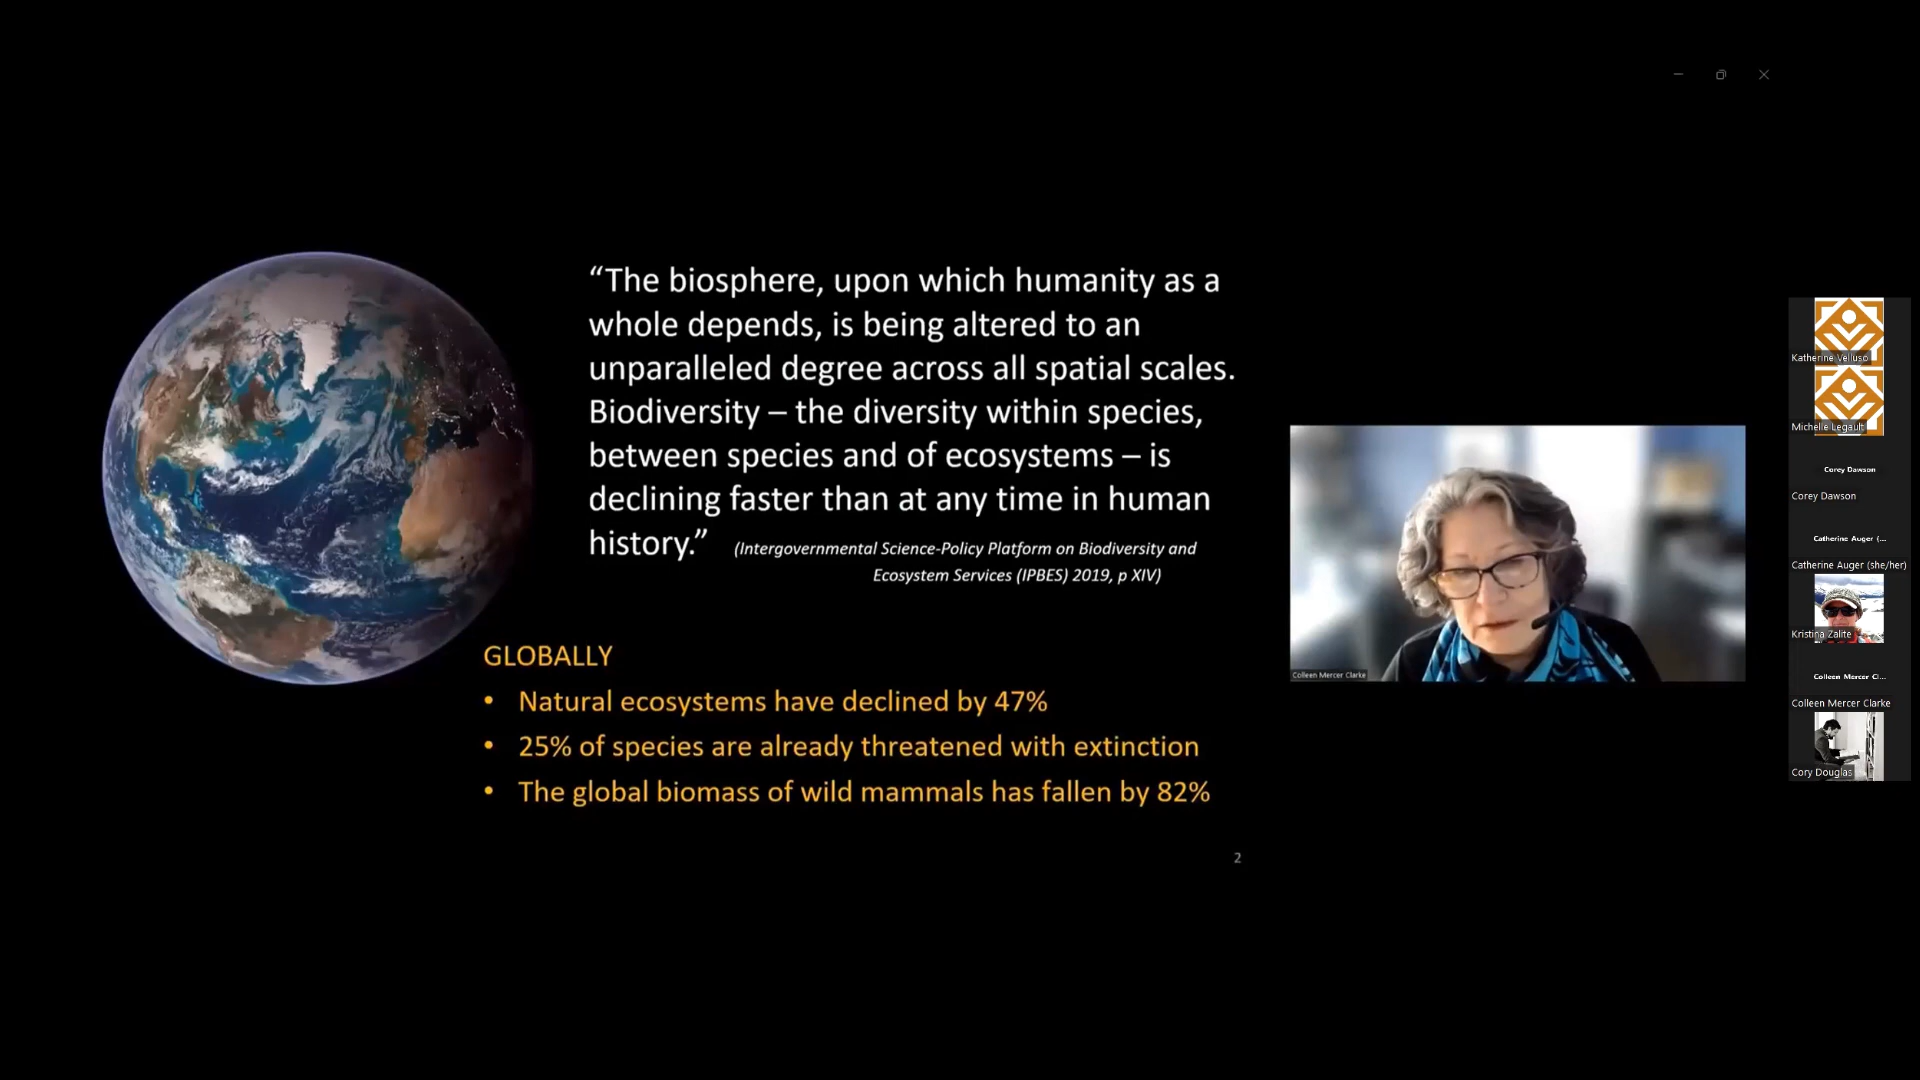 “The biosphere, upon which humanity as a
whole depends, is being altered to an
unparalleled degree across all spatial scales.
Biodiversity – the diversity within species,
between species and of ecosystems – is
declining faster than at any time in human
history.” (Intergovernmental Science-Policy Platform on Biodiversity and
Ecosystem Services (IPBES) 2019, p XIV)
GLOBALLY
• Natural ecosystems have declined by 47%
• 25% of species are already threatened with extinction
• The global biomass of wild mammals has fallen by 82%
2
Colleen Mercer Clarke
Katherine Velluso
Michelle Legault
Corey Dawson
Corey Dawson
Catherine Auger (...
Catherine Auger (she/her)
Kristina Zalite
Colleen Mercer Cl...
Colleen Mercer Clarke
Cory Douglas